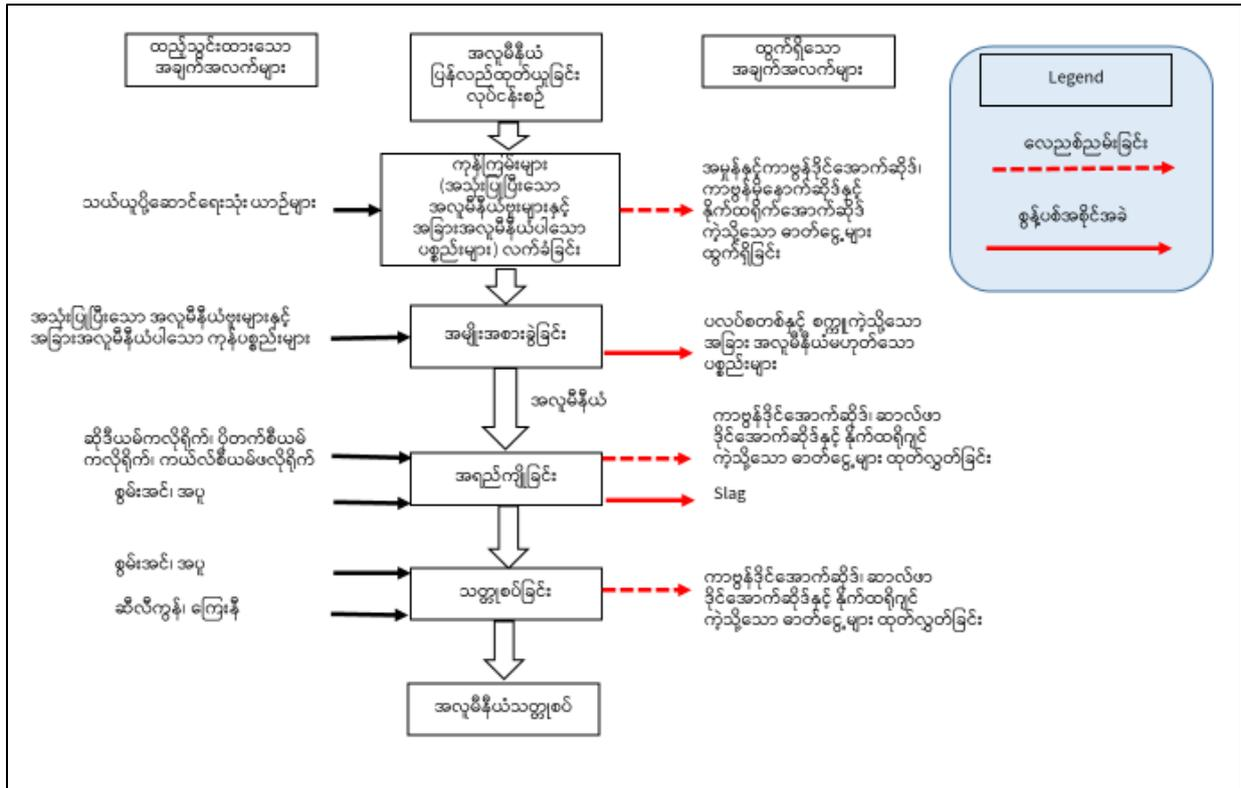 ထည့်သွင်းထားသော
အချက်အလက်များ
အလူမီနီယံ
ပြန်လည်ထုတ်ယူခြင်း
လုပ်ငန်းစဉ်
ထွက်ရှိသော
အချက်အလက်များ
Legend
လေညစ်ညမ်းခြင်း
စွန့်ပစ်အစိုင်အခဲ
သယ်ယူပို့ဆောင်ရေးသုံး ယာဉ်များ
ကုန်ကြမ်းများ
(အသုံးပြုပြီးသော
အလူမီနီယံဗူးများနှင့်
အခြားအလူမီနီယံပါသော
ပစ္စည်းများ) လက်ခံခြင်း
အမှုန်နှင့်ကာဗွန်ဒိုင်အောက်ဆိုဒ်၊
ကာဗွန်မိုနောက်ဆိုဒ်နှင့်
နိုက်ထရိုက်အောက်ဆိုဒ်
ကဲ့သို့သော ဓာတ်ငွေ့များ
ထွက်ရှိခြင်း
အသုံးပြုပြီးသော အလူမီနီယံဗူးများနှင့်
အခြားအလူမီနီယံပါသော ကုန်ပစ္စည်းများ
အမျိုးအစားခွဲခြင်း
ပလပ်စတစ်နှင့် စက္ကူကဲ့သို့သော
အခြား အလူမီနီယံမဟုတ်သော
ပစ္စည်းများ
အလူမီနီယံ
ဆိုဒီယမ်ကလိုရိုက်၊ ပိုတက်စီယမ်
ကလိုရိုက်၊ ကယ်လ်စီယမ်ဖလိုရိုက်
စွမ်းအင်၊ အပူ
အရည်ကျိုခြင်း
ကာဗွန်ဒိုင်အောက်ဆိုဒ်၊ ဆာလ်ဖာ
ဒိုင်အောက်ဆိုဒ်နှင့် နိုက်ထရိုဂျင်
ကဲ့သို့သော ဓာတ်ငွေ့များ ထုတ်လွှတ်ခြင်း
Slag
စွမ်းအင်၊ အပူ
ဆီလီကွန်၊ ကြေးနီ
သတ္တုစပ်ခြင်း
ကာဗွန်ဒိုင်အောက်ဆိုဒ်၊ ဆာလ်ဖာ
ဒိုင်အောက်ဆိုဒ်နှင့် နိုက်ထရိုဂျင်
ကဲ့သို့သော ဓာတ်ငွေ့များ ထုတ်လွှတ်ခြင်း
အလူမီနီယံသတ္တုစပ်